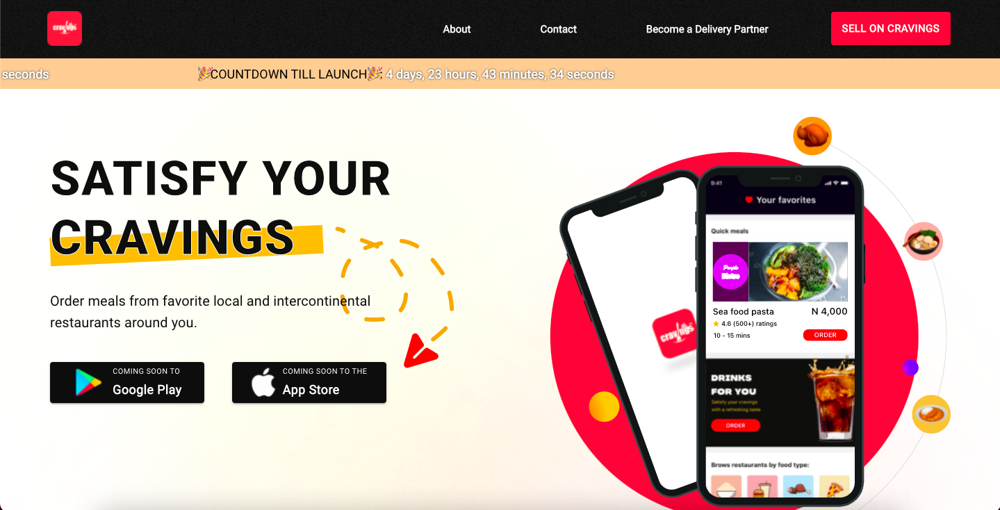 cravings
About
Contact
Become a Delivery Partner
SELL ON CRAVINGS
seconds
🎉COUNTDOWN TILL LAUNCH🎉: 4 days, 23 hours, 43 minutes, 34 seconds
SATISFY YOUR
CRAVINGS
Order meals from favorite local and intercontinental
restaurants around you.
COMING SOON TO
Google Play
COMING SOON TO THE
App Store
cravings
9:41
Your favorites
Quick meals
Purple
Bistro
Sea food pasta
N 4,000
4.6 (500+) ratings
10 - 15 mins
ORDER
DRINKS
FOR YOU
Satisfy your cravings
with a refreshing taste
ORDER
Brows restaurants by food type: